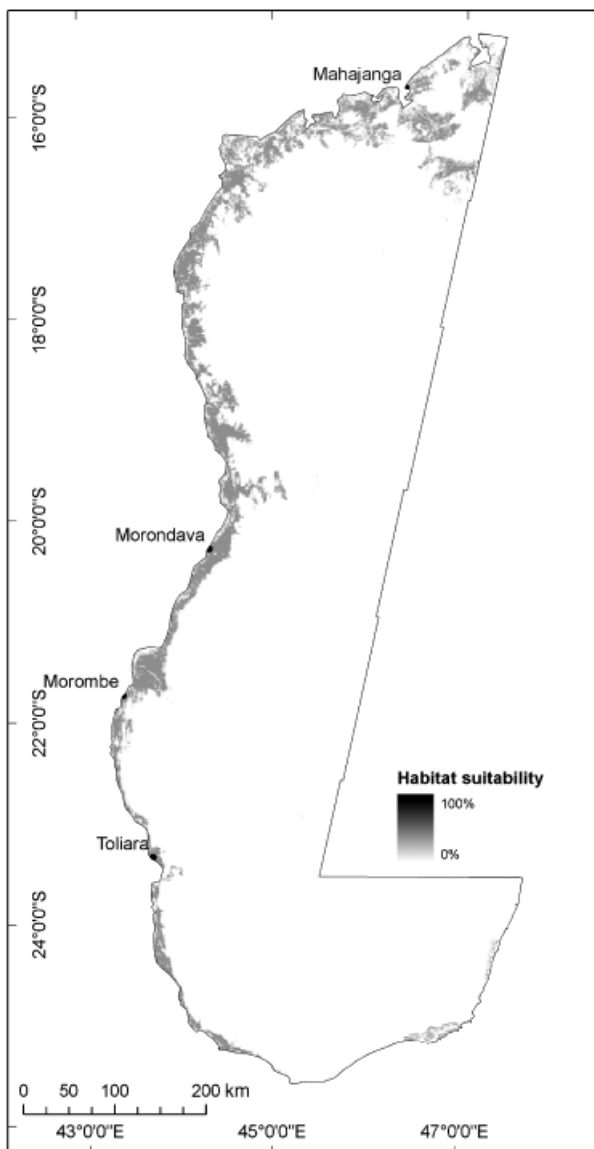 Mahajanga
16°0'0"S
18°0'0"S
20°0'0"S
Morondava
Morombe
22°0'0"S
Habitat suitability
100%
0%
Toliara
24°0'0"S
0 50 100 200 km
43°0'0"E 45°0'0"E 47°0'0"E